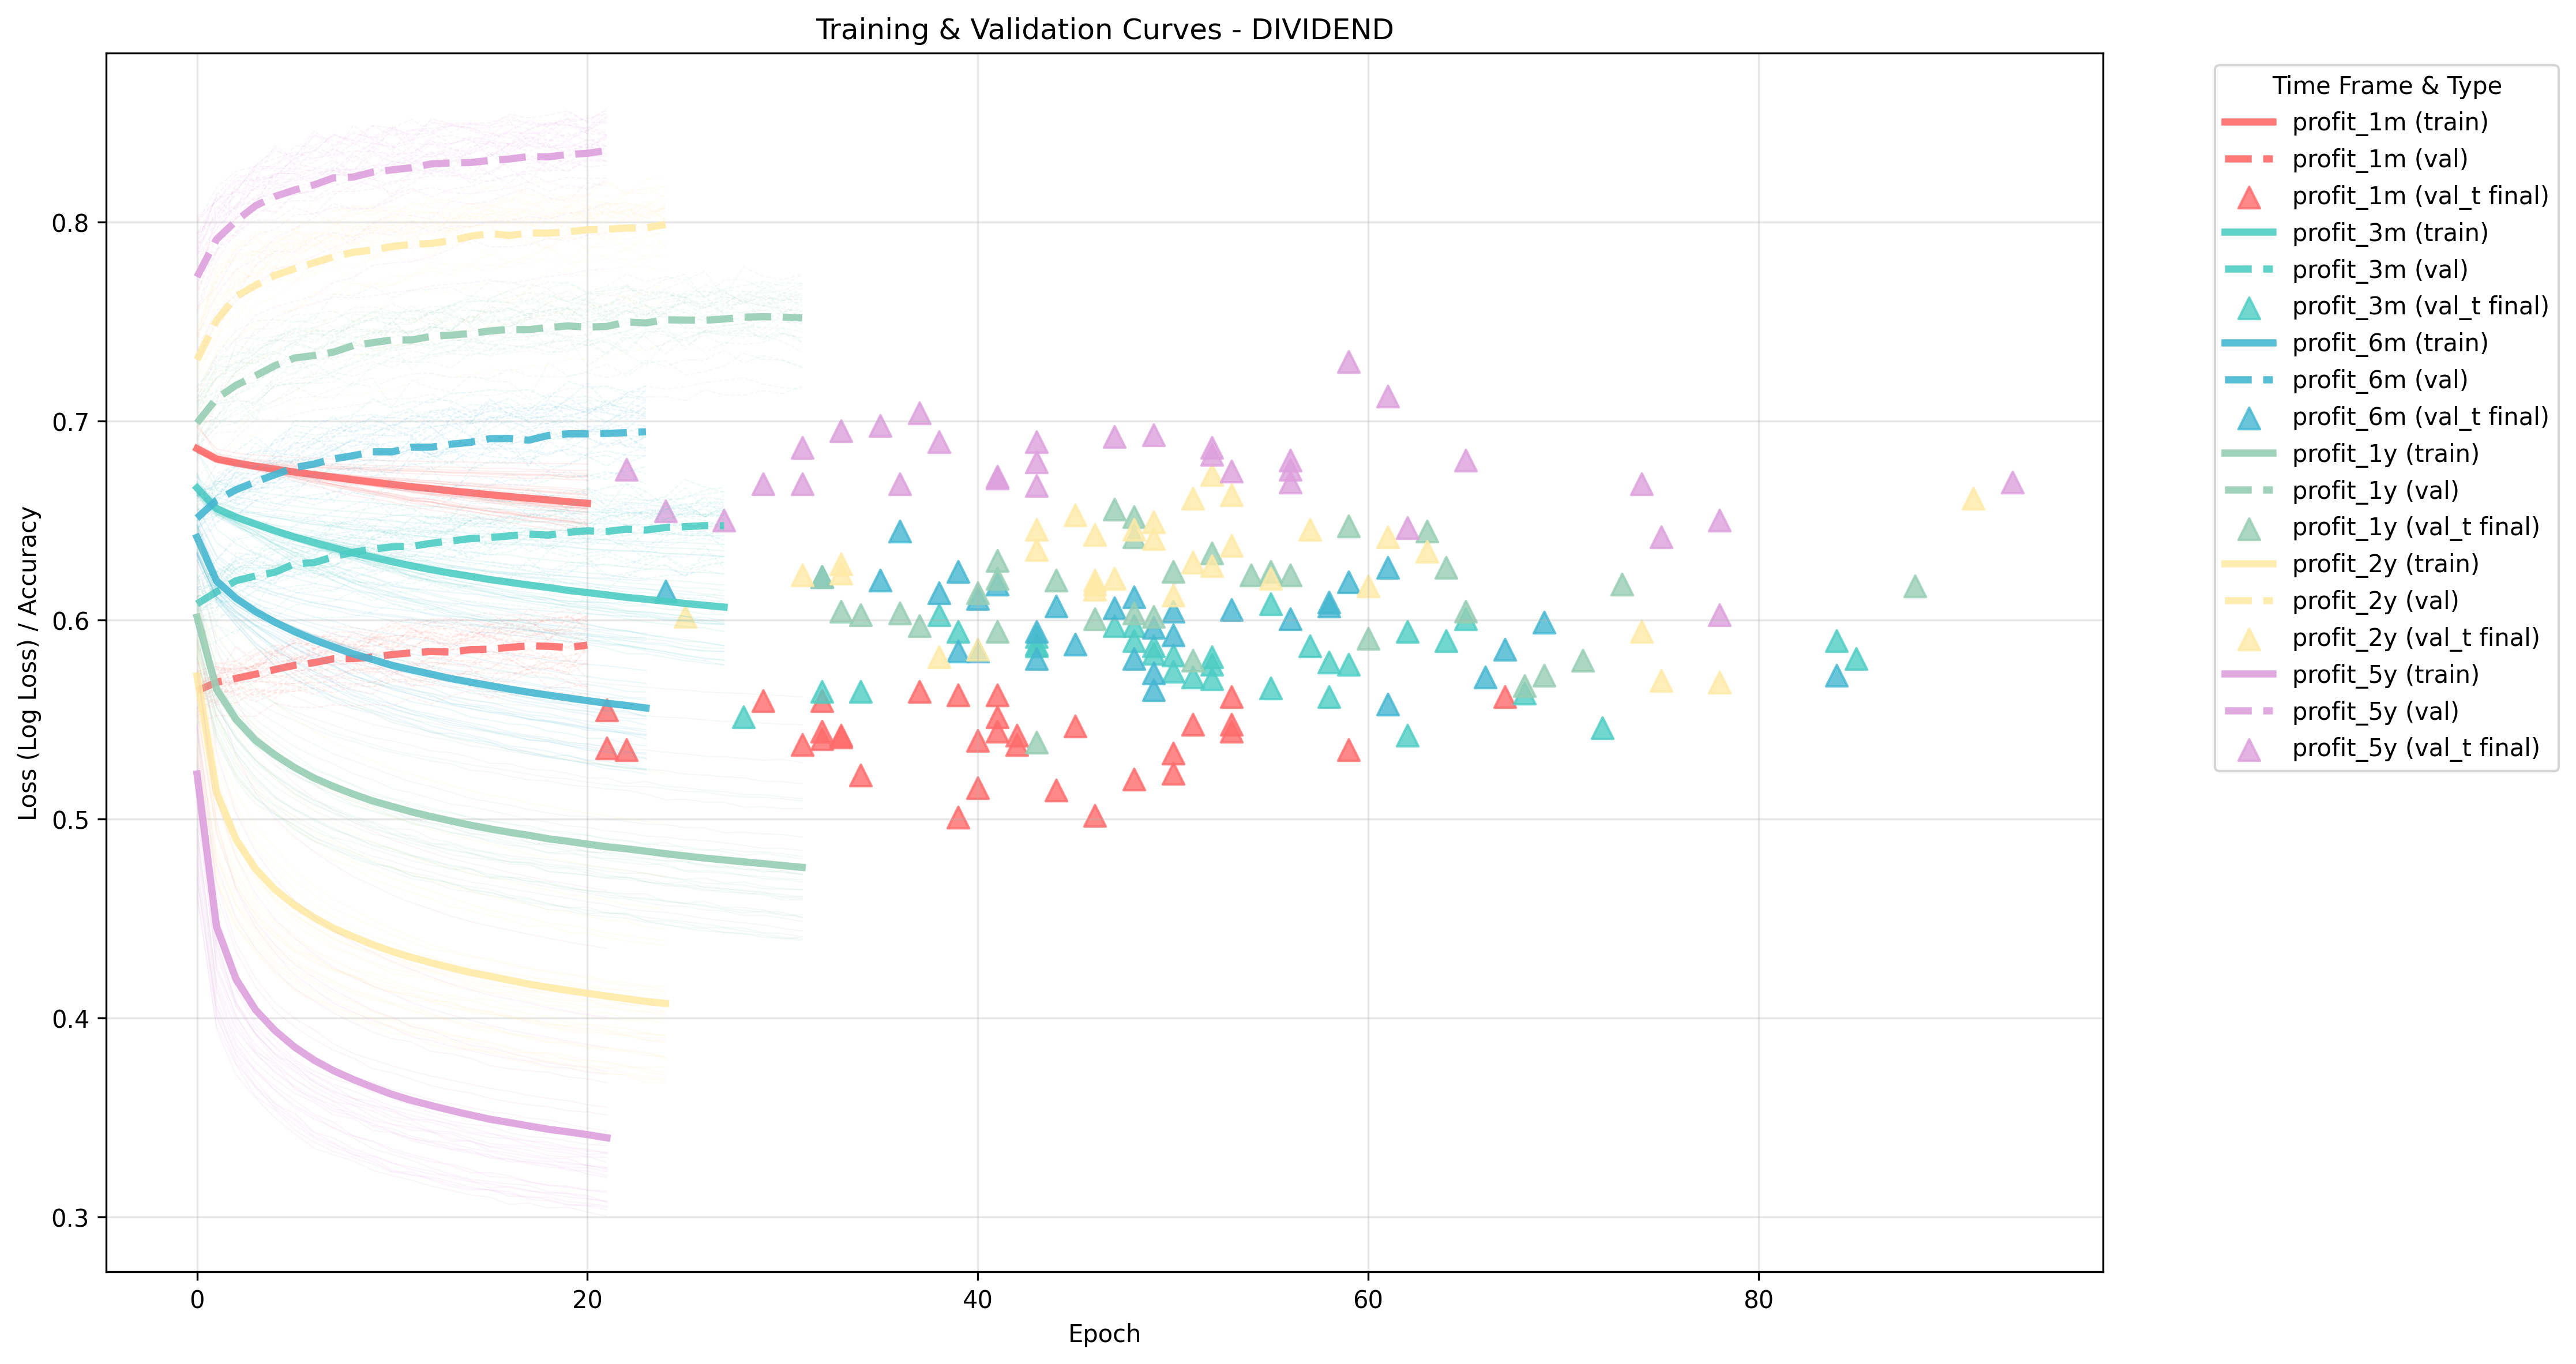 Training & Validation Curves - DIVIDEND
Loss (Log Loss) / Accuracy
0.8
0.7
0.6
0.5
0.4
0.3
0
20
40
60
80
Epoch
Time Frame & Type
profit_1m (train)
profit_1m (val)
profit_1m (val_t final)
profit_3m (train)
profit_3m (val)
profit_3m (val_t final)
profit_6m (train)
profit_6m (val)
profit_6m (val_t final)
profit_1y (train)
profit_1y (val)
profit_1y (val_t final)
profit_2y (train)
profit_2y (val)
profit_2y (val_t final)
profit_5y (train)
profit_5y (val)
profit_5y (val_t final)